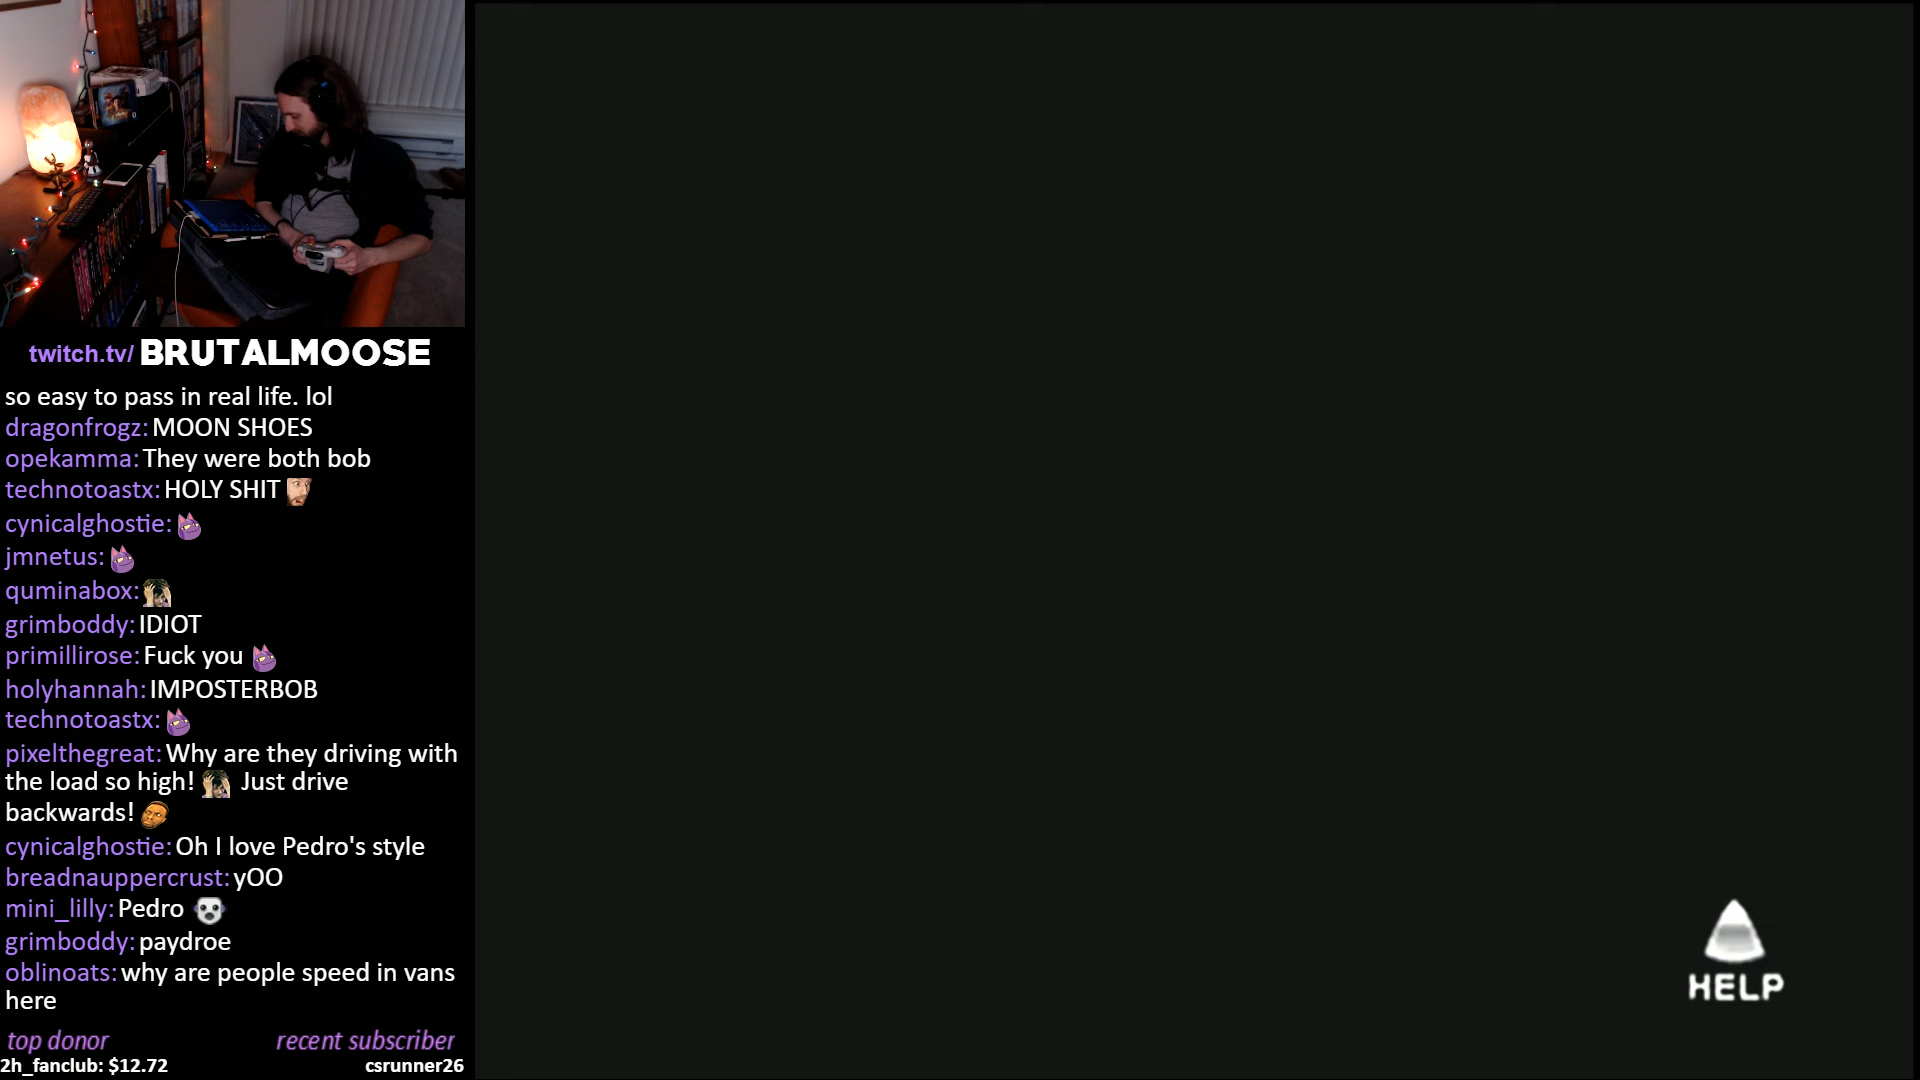 twitch.tv/ BRUTALMOOSE
so easy to pass in real life. lol
dragonfrogz: MOON SHOES
opekamma: They were both bob
technotoastx: HOLY SHIT
cynicalghostie:
jmnetus:
quminabox:
grimboddy: IDIOT
primillirose: Fuck you
holyhannah: IMPOSTERBOB
technotoastx:
pixelthegreat: Why are they driving with
the load so high! Just drive
backwards!
cynicalghostie: Oh I love Pedro's style
breadnauppercrust: yOO
mini_lilly: Pedro
grimboddy: paydroe
oblinoats: why are people speed in vans
here
top donor recent subscriber
2h_fanclub: $12.72 csrunner26
HELP